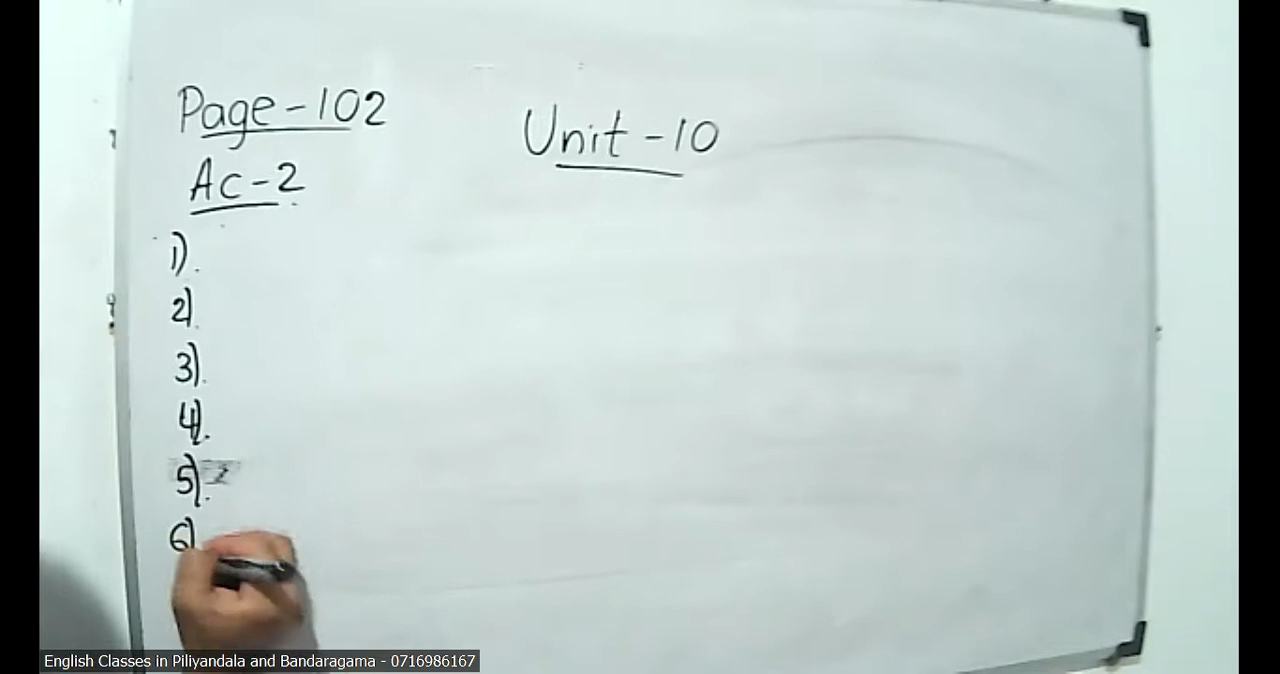 Page-102
Unit-10
Ac-2
1).
2).
3).
4).
5).
6)
English Classes in Piliyandala and Bandaragama - 0716986167